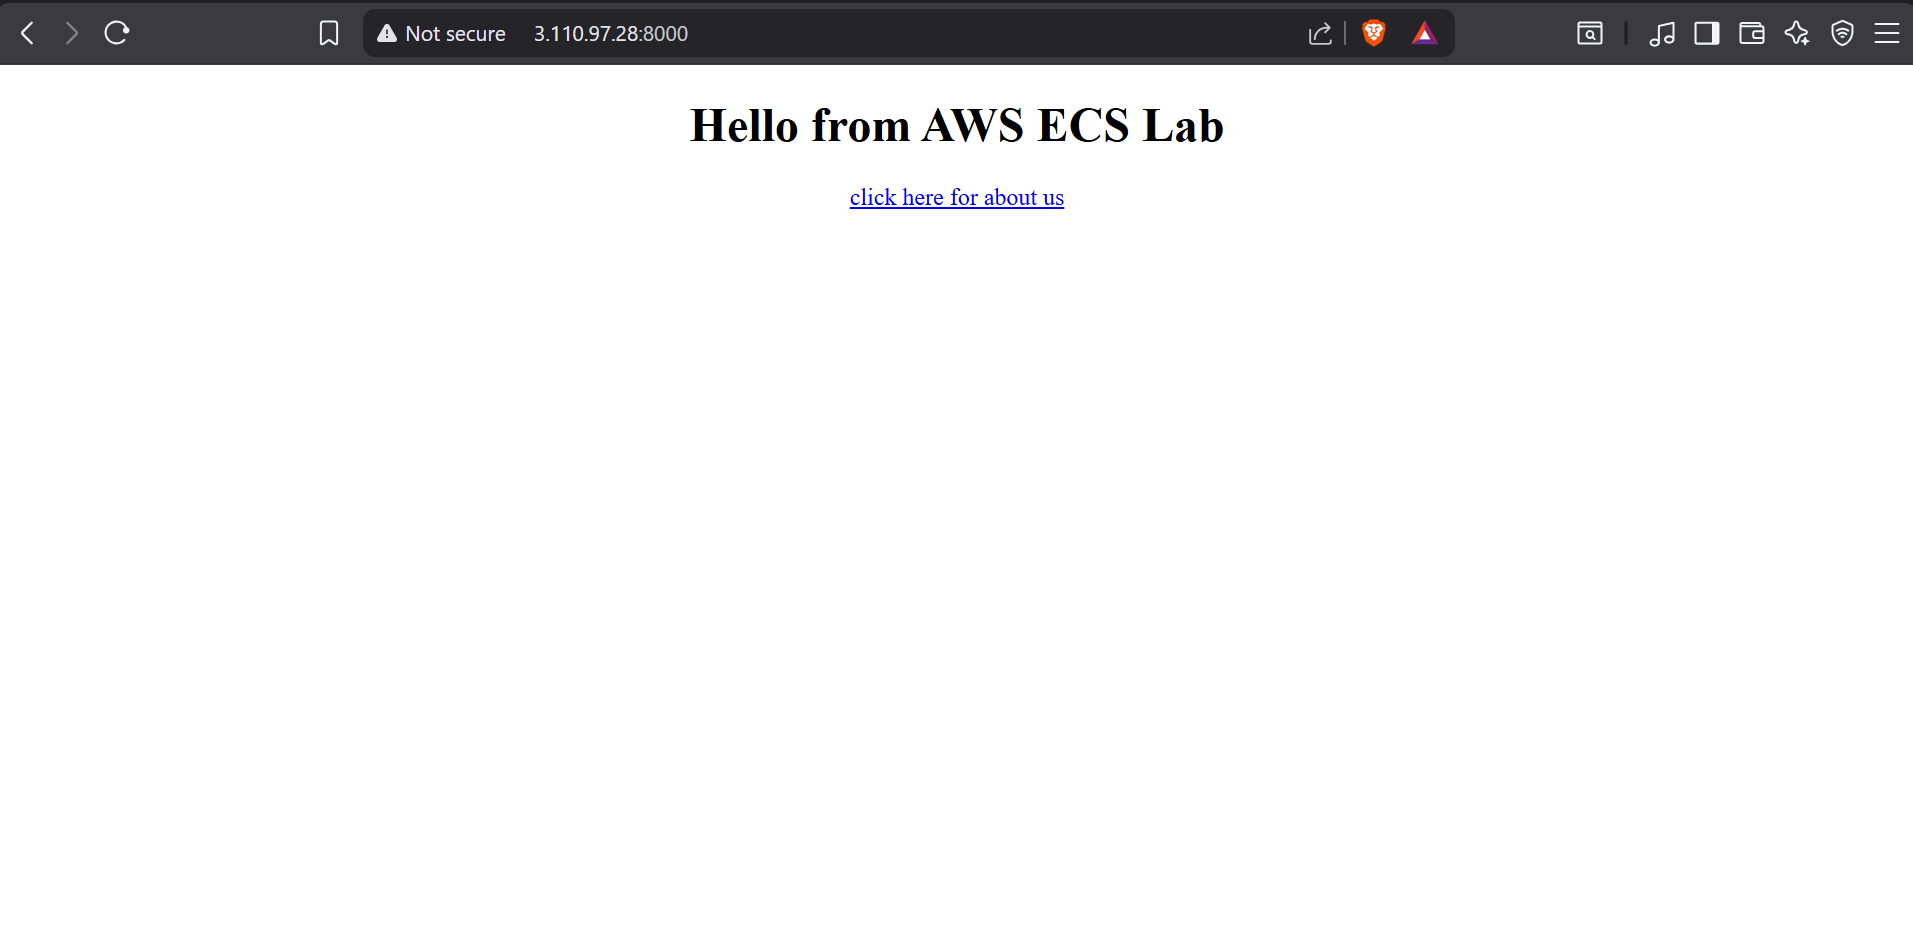 Not secure 3.110.97.28:8000
Hello from AWS ECS Lab
click here for about us